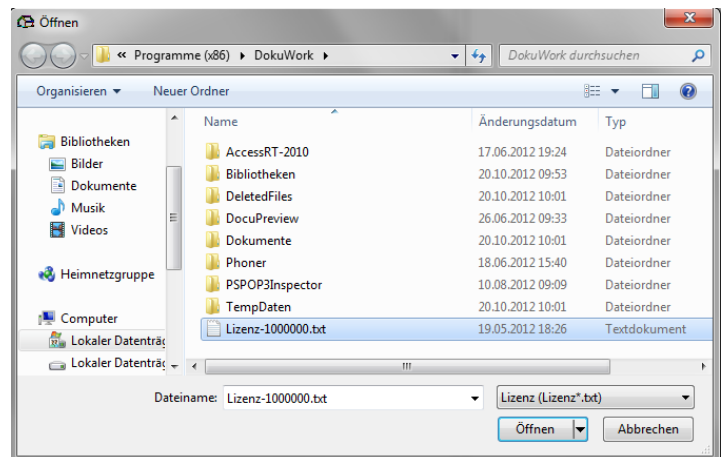 Öffnen
« Programme (x86) ▸ DokuWork ▸ DokuWork durchsuchen
Organisieren Neuer Ordner
Name Änderungsdatum Typ
Bibliotheken
Bilder
Dokumente
Musik
Videos
Heimnetzgruppe
Computer
Lokaler Datenträg
Lokaler Datenträg
AccessRT-2010 17.06.2012 19:24 Dateiordner
Bibliotheken 20.10.2012 09:53 Dateiordner
DeletedFiles 20.10.2012 10:01 Dateiordner
DocuPreview 26.06.2012 09:33 Dateiordner
Dokumente 20.10.2012 10:01 Dateiordner
Phoner 18.06.2012 15:40 Dateiordner
PSPOP3Inspector 10.08.2012 09:09 Dateiordner
TempDaten 20.10.2012 10:01 Dateiordner
Lizenz-1000000.txt 19.05.2012 18:26 Textdokument
Dateiname: Lizenz-1000000.txt Lizenz (Lizenz*.txt)
Öffnen Abbrechen